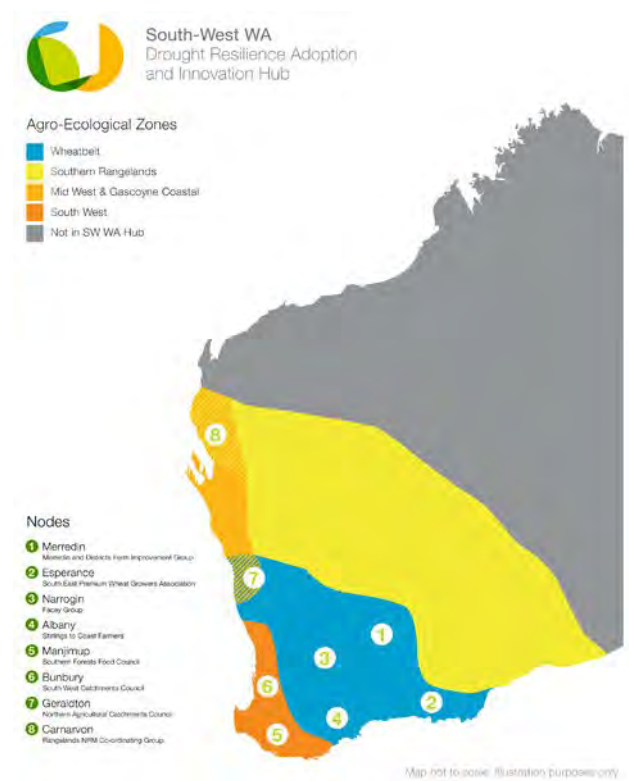 South-West WA
Drought Resilience Adoption
and Innovation Hub
Agro-Ecological Zones
Wheatbelt
Southern Rangelands
Mid West & Gascoyne Coastal
South West
Not in SW WA Hub
8
7
1
3
6
2
4
5
Nodes
1 Merredin
Merredin and Districts Farm Improvement Group
2 Esperance
South East Premium Wheat Growers Association
3 Narrogin
Facey Group
4 Albany
Stirlings to Coast Farmers
5 Manjimup
Southern Forests Food Council
6 Bunbury
South West Catchments Council
7 Geraldton
Northern Agricultural Catchments Council
8 Carnarvon
Rangelands NRM Co-ordinating Group
Map not to scale. Illustration purposes only